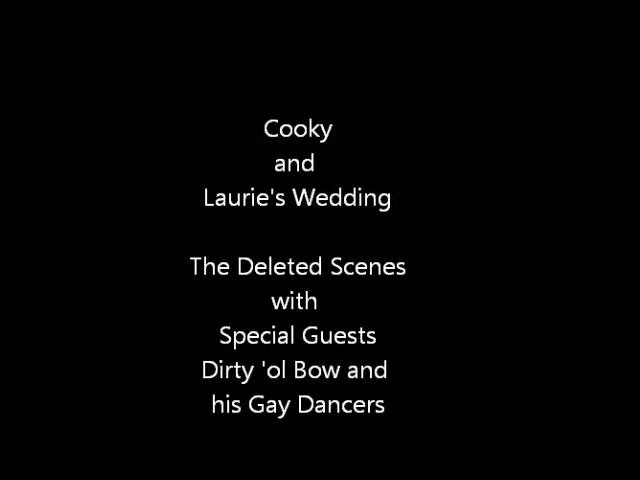 Cooky
and
Laurie's Wedding
The Deleted Scenes
with
Special Guests
Dirty 'ol Bow and
his Gay Dancers